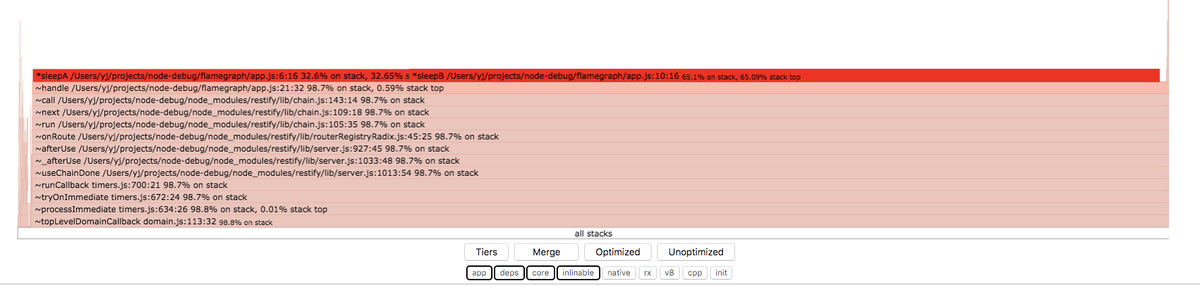 *sleepA /Users/yj/projects/node-debug/flamegraph/app.js:6:16 32.6% on stack, 32.65% s *sleepB /Users/yj/projects/node-debug/flamegraph/app.js:10:16 65.1% on stack, 65.09% stack top
~handle /Users/yj/projects/node-debug/flamegraph/app.js:21:32 98.7% on stack, 0.59% stack top
~call /Users/yj/projects/node-debug/node_modules/restify/lib/chain.js:143:14 98.7% on stack
~next /Users/yj/projects/node-debug/node_modules/restify/lib/chain.js:109:18 98.7% on stack
~run /Users/yj/projects/node-debug/node_modules/restify/lib/chain.js:105:35 98.7% on stack
~onRoute /Users/yj/projects/node-debug/node_modules/restify/lib/routerRegistryRadix.js:45:25 98.7% on stack
~afterUse /Users/yj/projects/node-debug/node_modules/restify/lib/server.js:927:45 98.7% on stack
~_afterUse /Users/yj/projects/node-debug/node_modules/restify/lib/server.js:1033:48 98.7% on stack
~useChainDone /Users/yj/projects/node-debug/node_modules/restify/lib/server.js:1013:54 98.7% on stack
~runCallback timers.js:700:21 98.7% on stack
~tryOnImmediate timers.js:672:24 98.7% on stack
~processImmediate timers.js:634:26 98.8% on stack, 0.01% stack top
~topLevelDomainCallback domain.js:113:32 98.8% on stack
all stacks
Tiers Merge Optimized Unoptimized
app deps core inlinable native rx v8 cpp init